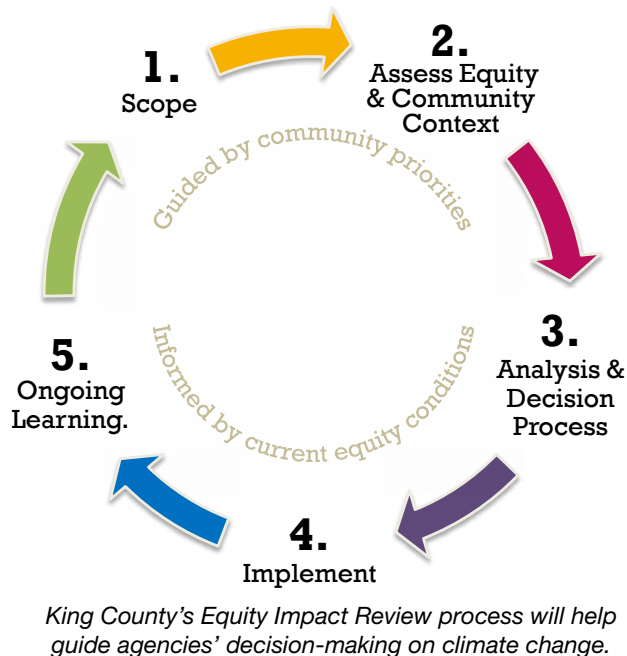 1.
Scope
2.
Assess Equity
& Community
Context
Guided by community priorities
3.
Analysis &
Decision
Process
Informed by current equity conditions
4.
Implement
5.
Ongoing
Learning.
King County's Equity Impact Review process will help
guide agencies' decision-making on climate change.